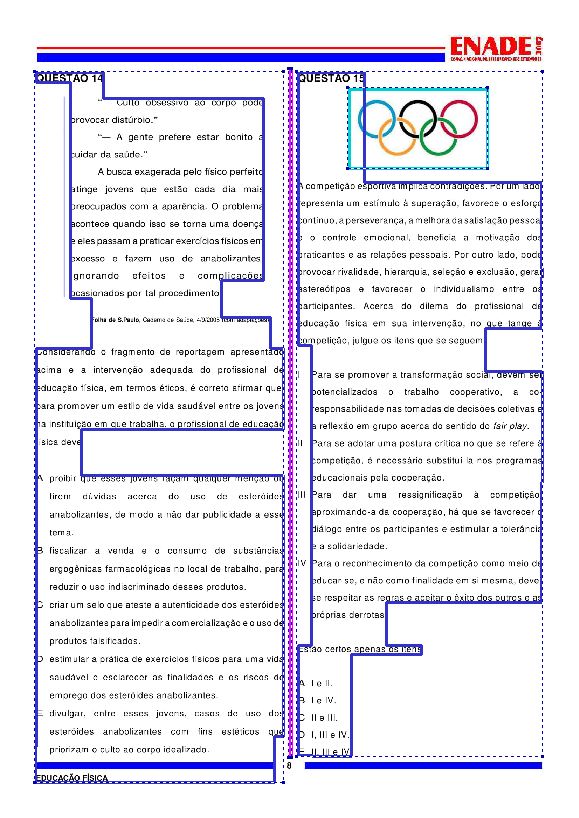 ENADE 2007
EXAME NACIONAL DE DESEMPENHO DOS ESTUDANTES
QUESTÃO 14
"— Culto obsessivo ao corpo pode
provocar distúrbio."
"— A gente prefere estar bonito a
cuidar da saúde."
A busca exagerada pelo físico perfeito
atinge jovens que estão cada dia mais
preocupados com a aparência. O problema
acontece quando isso se torna uma doença
e eles passam a praticar exercícios físicos em
excesso e fazem uso de anabolizantes,
ignorando efeitos e complicações
ocasionados por tal procedimento.
Folha de S.Paulo, Caderno de Saúde, 4/9/2005 (com adaptações).
Considerando o fragmento de reportagem apresentado
acima e a intervenção adequada do profissional de
educação física, em termos éticos, é correto afirmar que,
para promover um estilo de vida saudável entre os jovens
na instituição em que trabalha, o profissional de educação
física deve
A proibir que esses jovens façam qualquer menção ou
tirem dúvidas acerca do uso de esteróides
anabolizantes, de modo a não dar publicidade a esse
tema.
B fiscalizar a venda e o consumo de substâncias
ergogênicas farmacológicas no local de trabalho, para
reduzir o uso indiscriminado desses produtos.
C criar um selo que ateste a autenticidade dos esteróides
anabolizantes para impedir a comercialização e o uso de
produtos falsificados.
D estimular a prática de exercícios físicos para uma vida
saudável e esclarecer as finalidades e os riscos do
emprego dos esteróides anabolizantes.
E divulgar, entre esses jovens, casos de uso dos
esteróides anabolizantes com fins estéticos que
priorizam o culto ao corpo idealizado.
QUESTÃO 15
A competição esportiva implica contradições. Por um lado,
representa um estímulo à superação, favorece o esforço
contínuo, a perseverança, a melhora da satisfação pessoal
e o controle emocional, beneficia a motivação dos
praticantes e as relações pessoais. Por outro lado, pode
provocar rivalidade, hierarquia, seleção e exclusão, gerar
estereótipos e favorecer o individualismo entre os
participantes. Acerca do dilema do profissional de
educação física em sua intervenção, no que tange à
competição, julgue os itens que se seguem.
I Para se promover a transformação social, devem ser
potencializados o trabalho cooperativo, a co-
responsabilidade nas tomadas de decisões coletivas e
a reflexão em grupo acerca do sentido do fair play.
II Para se adotar uma postura crítica no que se refere à
competição, é necessário substituí-la nos programas
educacionais pela cooperação.
III Para dar uma ressignificação à competição,
aproximando-a da cooperação, há que se favorecer o
diálogo entre os participantes e estimular a tolerância
e a solidariedade.
IV Para o reconhecimento da competição como meio de
educar-se, e não como finalidade em si mesma, deve-
se respeitar as regras e aceitar o êxito dos outros e as
próprias derrotas.
Estão certos apenas os itens
A I e II.
B I e IV.
C II e III.
D I, III e IV.
E II, III e IV.
8
EDUCAÇÃO FÍSICA